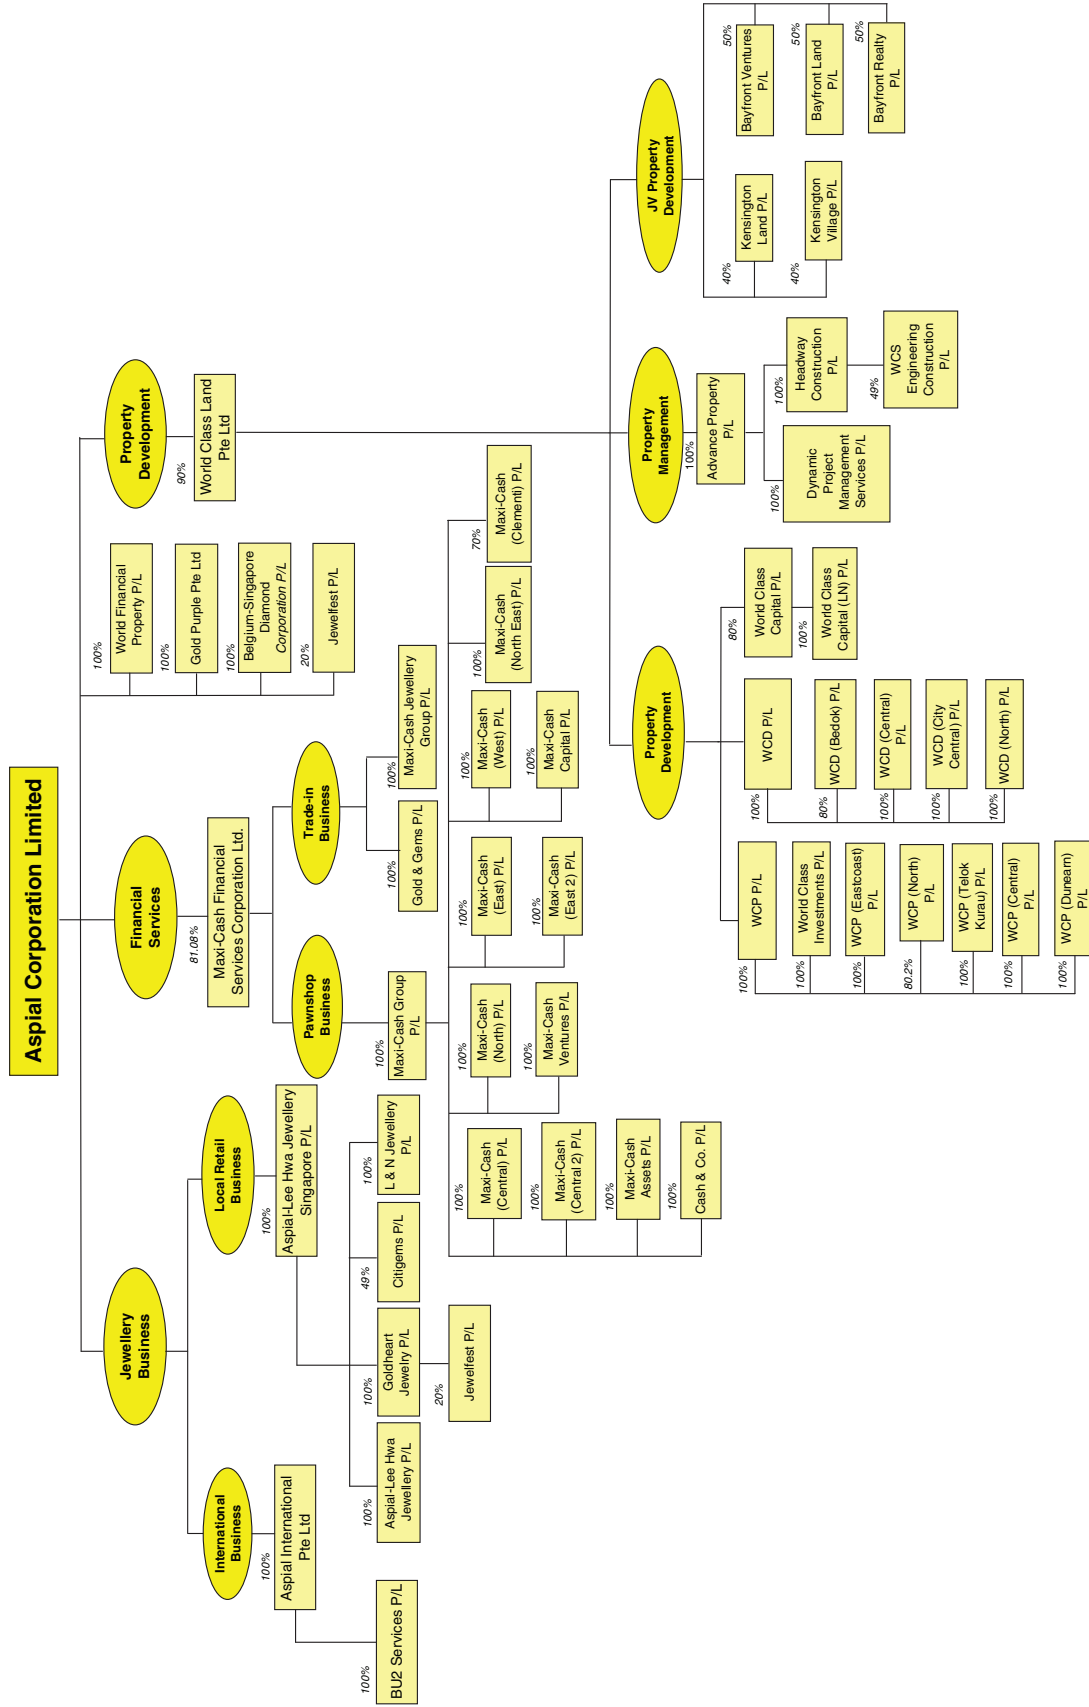 Aspial Corporation Limited
Jewellery
Business
Financial
Services
Property
Development
International
Business
Local Retail
Business
100%
Aspial International
Pte Ltd
100%
BU2 Services P/L
100%
Aspial-Lee Hwa Jewellery
Singapore P/L
100%
Aspial-Lee Hwa
Jewellery P/L
100%
Goldheart
Jewelry P/L
20%
Jewelfest P/L
49%
Citigems P/L
100%
L & N Jewellery
P/L
81.08%
Maxi-Cash Financial
Services Corporation Ltd.
Pawnshop
Business
Trade-in
Business
100%
Maxi-Cash Group
P/L
100%
Gold & Gems P/L
100%
Maxi-Cash Jewellery
Group P/L
100%
Maxi-Cash
(Central) P/L
100%
Maxi-Cash
(Central 2) P/L
100%
Maxi-Cash
Assets P/L
100%
Cash & Co. P/L
100%
Maxi-Cash
(North) P/L
100%
Maxi-Cash
Ventures P/L
100%
Maxi-Cash
(East) P/L
100%
Maxi-Cash
(East 2) P/L
100%
Maxi-Cash
(West) P/L
100%
Maxi-Cash
Capital P/L
100%
Maxi-Cash
(North East) P/L
70%
Maxi-Cash
(Clementi) P/L
100%
World Financial
Property P/L
100%
Gold Purple Pte Ltd
100%
Belgium-Singapore
Diamond
Corporation P/L
20%
Jewelfest P/L
90%
World Class Land
Pte Ltd
Property
Development
Property
Management
JV Property
Development
100%
WCP P/L
100%
World Class
Investments P/L
100%
WCP (Eastcoast)
P/L
80.2%
WCP (North)
P/L
100%
WCP (Telok
Kurau) P/L
100%
WCP (Central)
P/L
100%
WCP (Dunearn)
P/L
100%
WCD P/L
80%
WCD (Bedok) P/L
100%
WCD (Central)
P/L
100%
WCD (City
Central) P/L
100%
WCD (North) P/L
80%
World Class
Capital P/L
100%
World Class
Capital (LN) P/L
100%
Advance Property
P/L
100%
Dynamic
Project
Management
Services P/L
100%
Headway
Construction
P/L
49%
WCS
Engineering
Construction
P/L
40%
Kensington
Land P/L
40%
Kensington
Village P/L
50%
Bayfront Ventures
P/L
50%
Bayfront Land
P/L
50%
Bayfront Realty
P/L